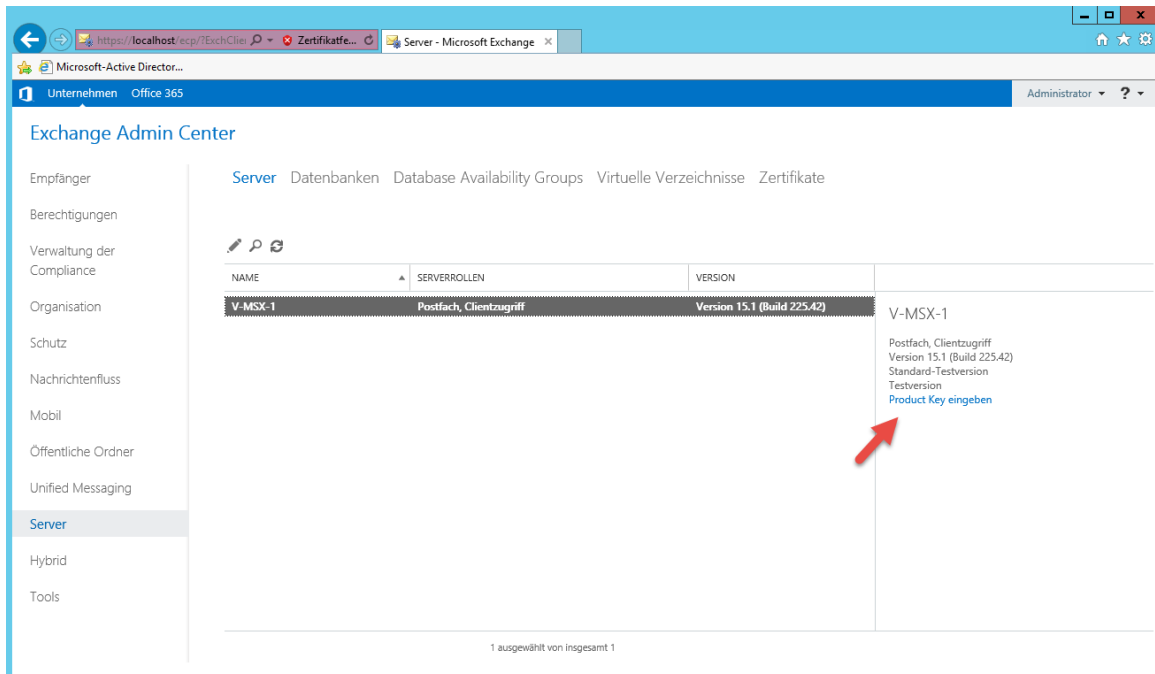 https://localhost/ecp/?ExchClie Zertifikatfe... Server - Microsoft Exchange
Microsoft-Active Director...
Unternehmen Office 365 Administrator ?
Exchange Admin Center
Empfänger
Berechtigungen
Verwaltung der
Compliance
Organisation
Schutz
Nachrichtenfluss
Mobil
Öffentliche Ordner
Unified Messaging
Server
Hybrid
Tools
Server Datenbanken Database Availability Groups Virtuelle Verzeichnisse Zertifikate
NAME SERVERROLLEN VERSION
V-MSX-1 Postfach, Clientzugriff Version 15.1 (Build 225.42)
V-MSX-1
Postfach, Clientzugriff
Version 15.1 (Build 225.42)
Standard-Testversion
Testversion
Product Key eingeben
1 ausgewählt von insgesamt 1